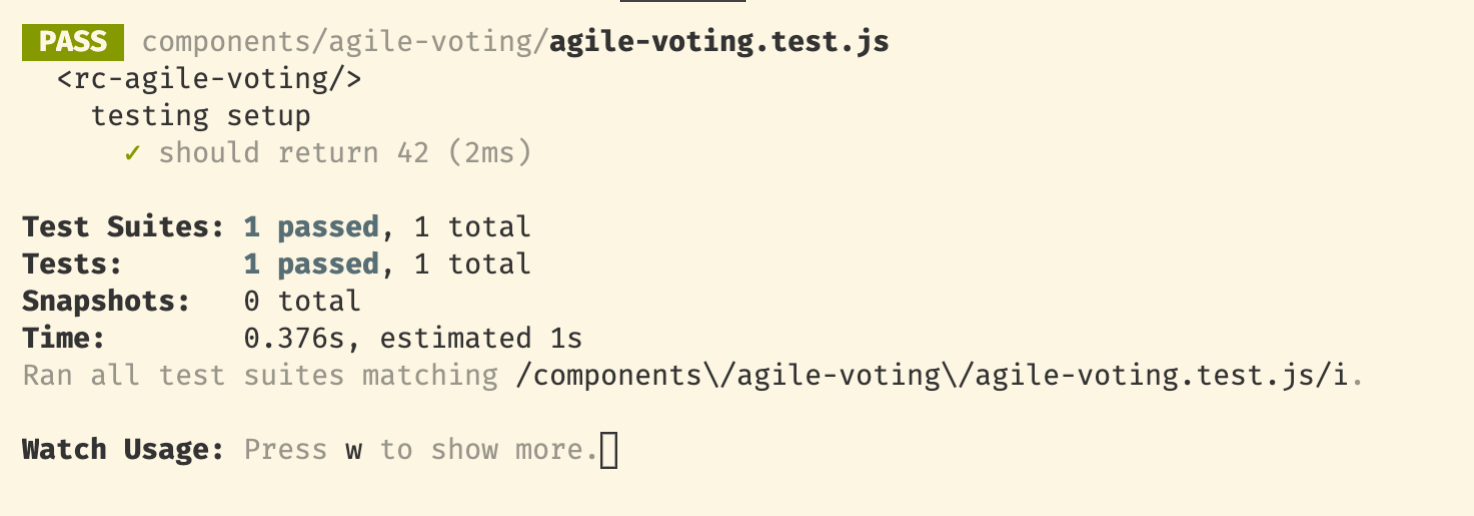 PASS components/agile-voting/agile-voting.test.js
<rc-agile-voting/>
testing setup
✓ should return 42 (2ms)
Test Suites: 1 passed, 1 total
Tests: 1 passed, 1 total
Snapshots: 0 total
Time: 0.376s, estimated 1s
Ran all test suites matching /components\/agile-voting\/agile-voting.test.js/i.
Watch Usage: Press w to show more.